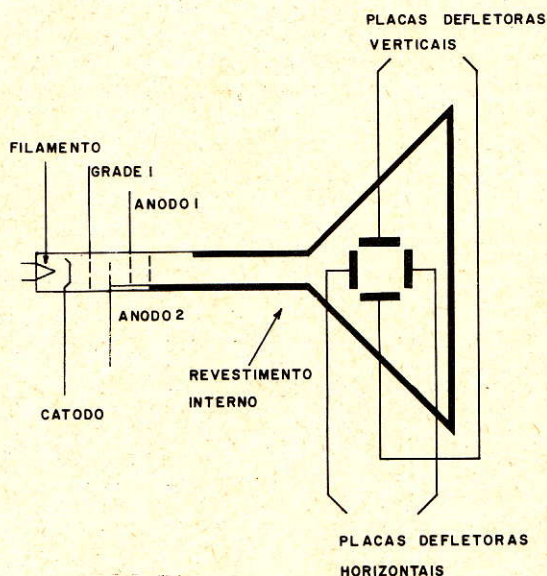 PLACAS DEFLETORAS
VERTICAIS
FILAMENTO
GRADE I
ANODO I
ANODO 2
REVESTIMENTO
INTERNO
CATODO
PLACAS DEFLETORAS
HORIZONTAIS